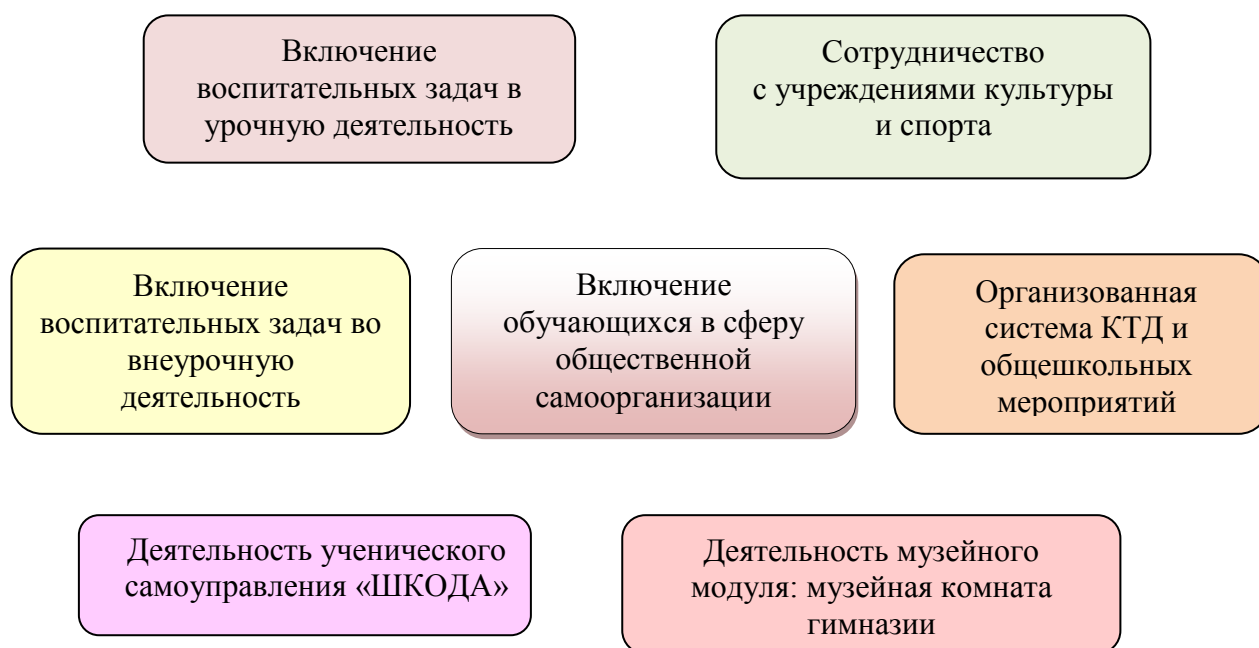 Включение
воспитательных задач в
урочную деятельность
Сотрудничество
с учреждениями культуры
и спорта
Включение
воспитательных задач во
внеурочную
деятельность
Включение
обучающихся в сферу
общественной
самоорганизации
Организованная
система КТД и
общешкольных
мероприятий
Деятельность ученического
самоуправления «ШКОДА»
Деятельность музейного
модуля: музейная комната
гимназии